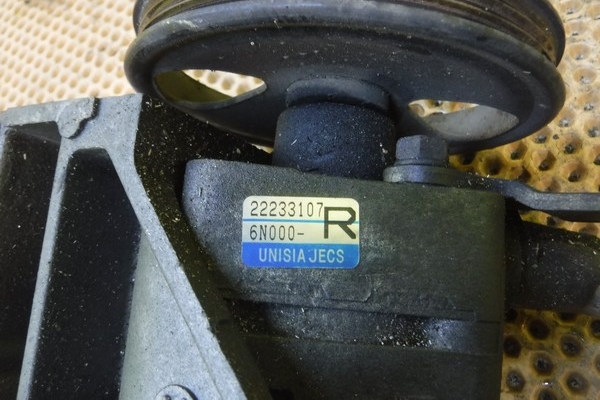 22233107 R
6N000-
UNISIA JECS